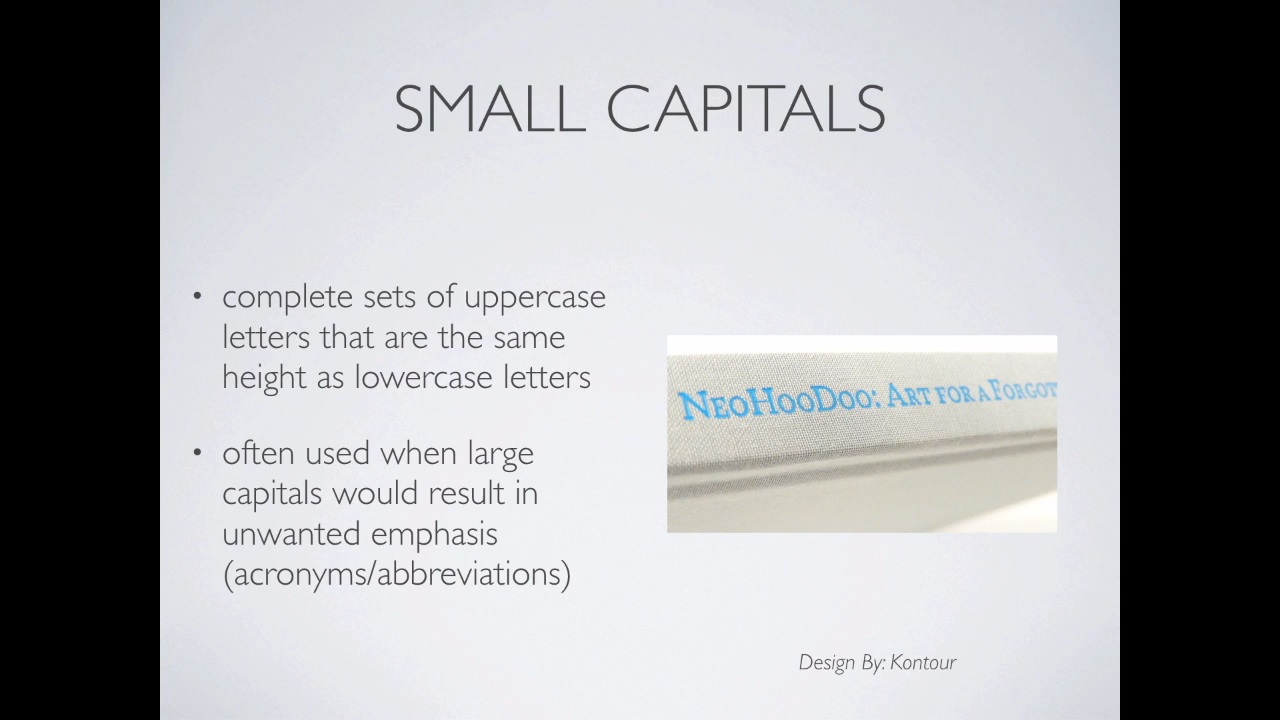 SMALL CAPITALS
• complete sets of uppercase
letters that are the same
height as lowercase letters
• often used when large
capitals would result in
unwanted emphasis
(acronyms/abbreviations)
NEOHOODOO: ART FOR A FORGOT
Design By: Kontour